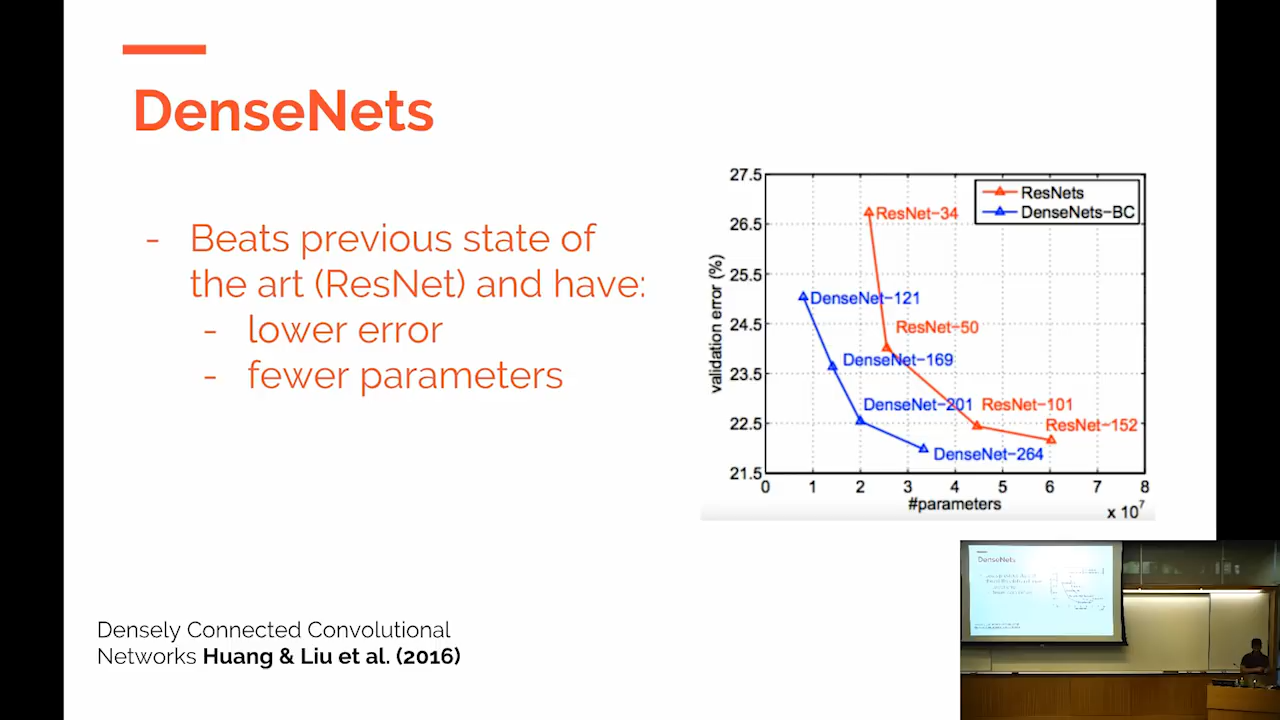 DenseNets
- Beats previous state of
the art (ResNet) and have:
- lower error
- fewer parameters
27.5
26.5
25.5
24.5
23.5
22.5
21.5
validation error (%)
ResNets
DenseNets-BC
ResNet-34
DenseNet-121
ResNet-50
DenseNet-169
DenseNet-201
ResNet-101
ResNet-152
DenseNet-264
0 1 2 3 4 5 6 7 8
#parameters
x 10^7
Densely Connected Convolutional
Networks Huang & Liu et al. (2016)
DenseNets